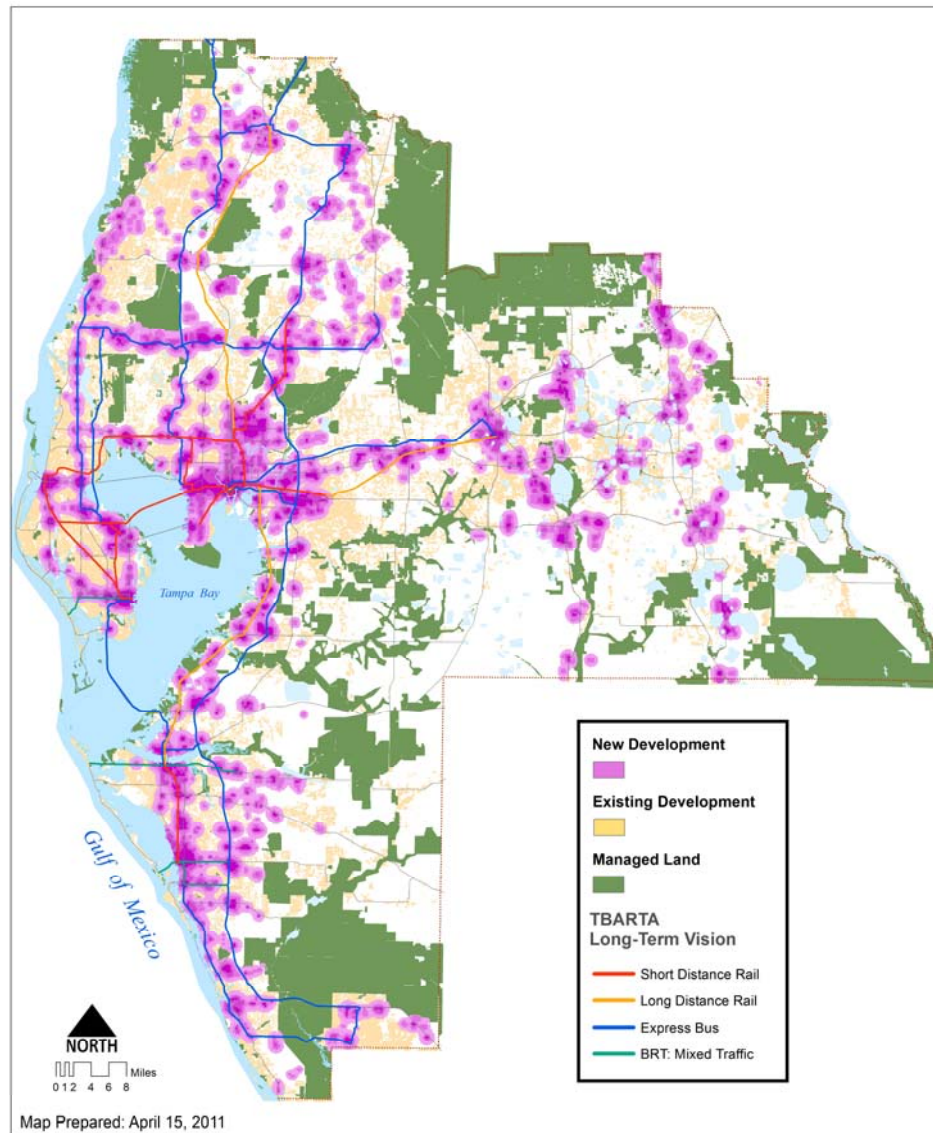 Tampa Bay
Gulf of Mexico
New Development
Existing Development
Managed Land
TBARTA
Long-Term Vision
Short Distance Rail
Long Distance Rail
Express Bus
BRT: Mixed Traffic
NORTH
Miles
0 1 2 4 6 8
Map Prepared: April 15, 2011